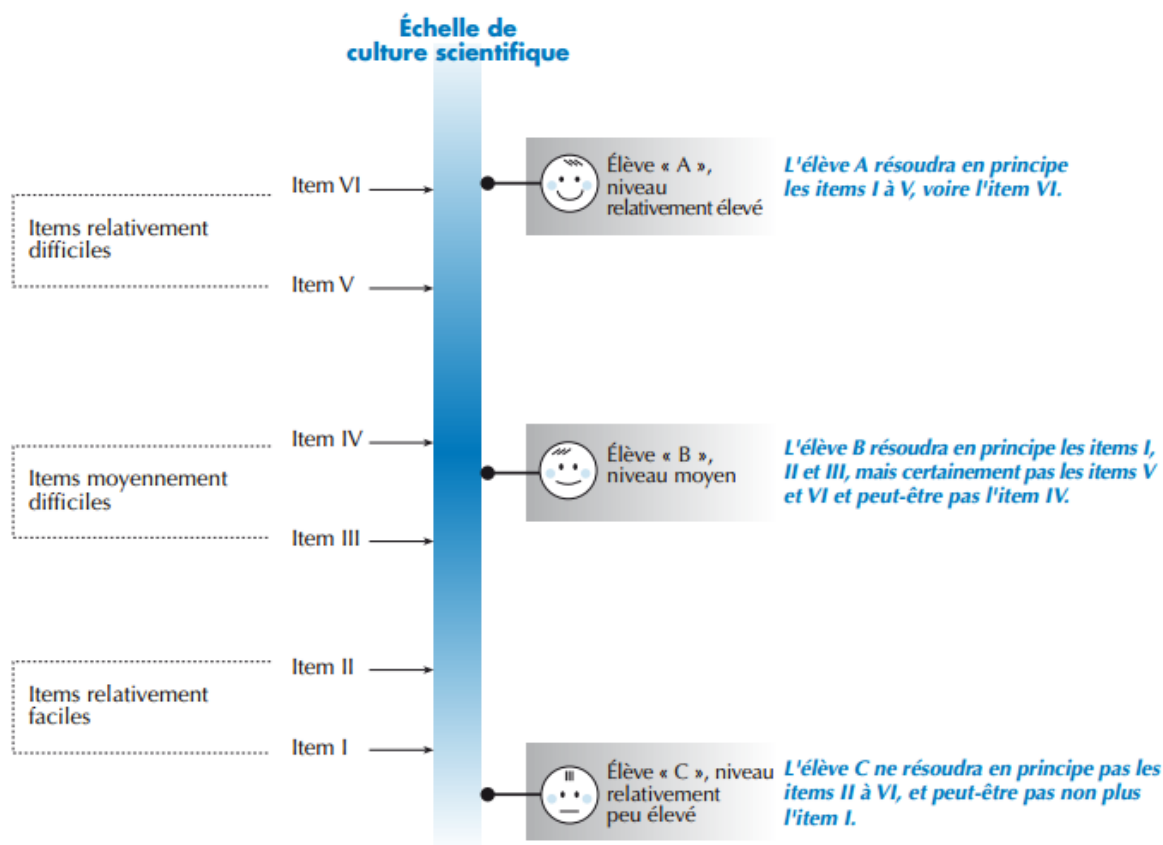 Échelle de
culture scientifique
Item VI
Élève « A »,
niveau
relativement élevé
L'élève A résoudra en principe
les items I à V, voire l'item VI.
Items relativement
difficiles
Item V
Item IV
Élève « B »,
niveau moyen
L'élève B résoudra en principe les items I,
II et III, mais certainement pas les items V
et VI et peut-être pas l'item IV.
Items moyennement
difficiles
Item III
Item II
Items relativement
faciles
Item I
Élève « C », niveau
relativement
peu élevé
L'élève C ne résoudra en principe pas les
items II à VI, et peut-être pas non plus
l'item I.